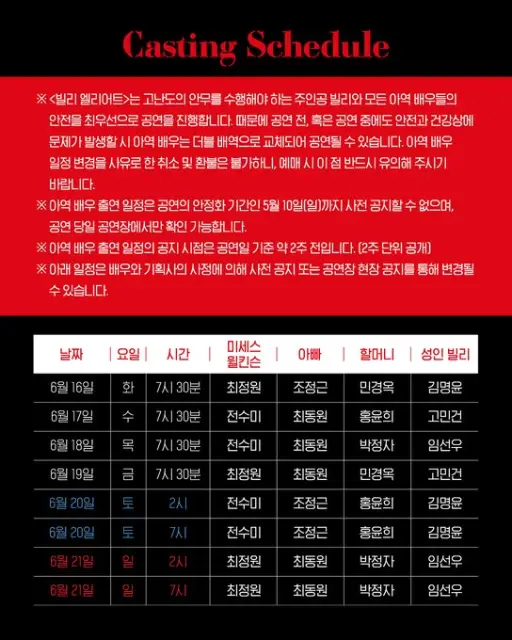 Casting Schedule
※ <빌리 엘리어트>는 고난도의 안무를 수행해야 하는 주인공 빌리와 모든 아역 배우들의
안전을 최우선으로 공연을 진행합니다. 때문에 공연 전, 혹은 공연 중에도 안전과 건강상에
문제가 발생할 시 아역 배우는 더블 배역으로 교체되어 공연될 수 있습니다. 아역 배우
일정 변경을 사유로 한 취소 및 환불은 불가하니, 예매 시 이 점 반드시 유의해 주시기
바랍니다.
※ 아역 배우 출연 일정은 공연의 안정화 기간인 5월 10일(일)까지 사전 공지할 수 없으며,
공연 당일 공연장에서만 확인 가능합니다.
※ 아역 배우 출연 일정의 공지 시점은 공연일 기준 약 2주 전입니다. (2주 단위 공개)
※ 아래 일정은 배우와 기획사의 사정에 의해 사전 공지 또는 공연장 현장 공지를 통해 변경될
수 있습니다.
날짜 | 요일 | 시간 | 미세스 윌킨슨 | 아빠 | 할머니 | 성인 빌리
6월 16일 화 7시 30분 최정원 조정근 민경옥 김명윤
6월 17일 수 7시 30분 전수미 최동원 홍윤희 고민건
6월 18일 목 7시 30분 전수미 최동원 박정자 임선우
6월 19일 금 7시 30분 최정원 최동원 민경옥 고민건
6월 20일 토 2시 전수미 조정근 홍윤희 김명윤
6월 20일 토 7시 전수미 조정근 홍윤희 김명윤
6월 21일 일 2시 최정원 최동원 박정자 임선우
6월 21일 일 7시 최정원 최동원 박정자 임선우